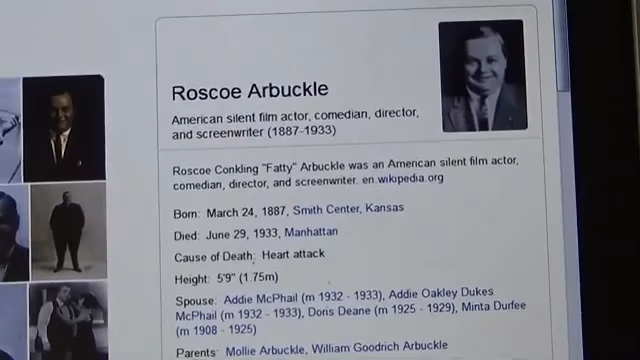 Roscoe Arbuckle
American silent film actor, comedian, director,
and screenwriter (1887-1933)
Roscoe Conkling "Fatty" Arbuckle was an American silent film actor,
comedian, director, and screenwriter. en.wikipedia.org
Born: March 24, 1887, Smith Center, Kansas
Died: June 29, 1933, Manhattan
Cause of Death: Heart attack
Height: 5'9" (1.75m)
Spouse: Addie McPhail (m 1932 - 1933), Addie Oakley Dukes
McPhail (m 1932 - 1933), Doris Deane (m 1925 - 1929), Minta Durfee
(m 1908 - 1925)
Parents: Mollie Arbuckle, William Goodrich Arbuckle